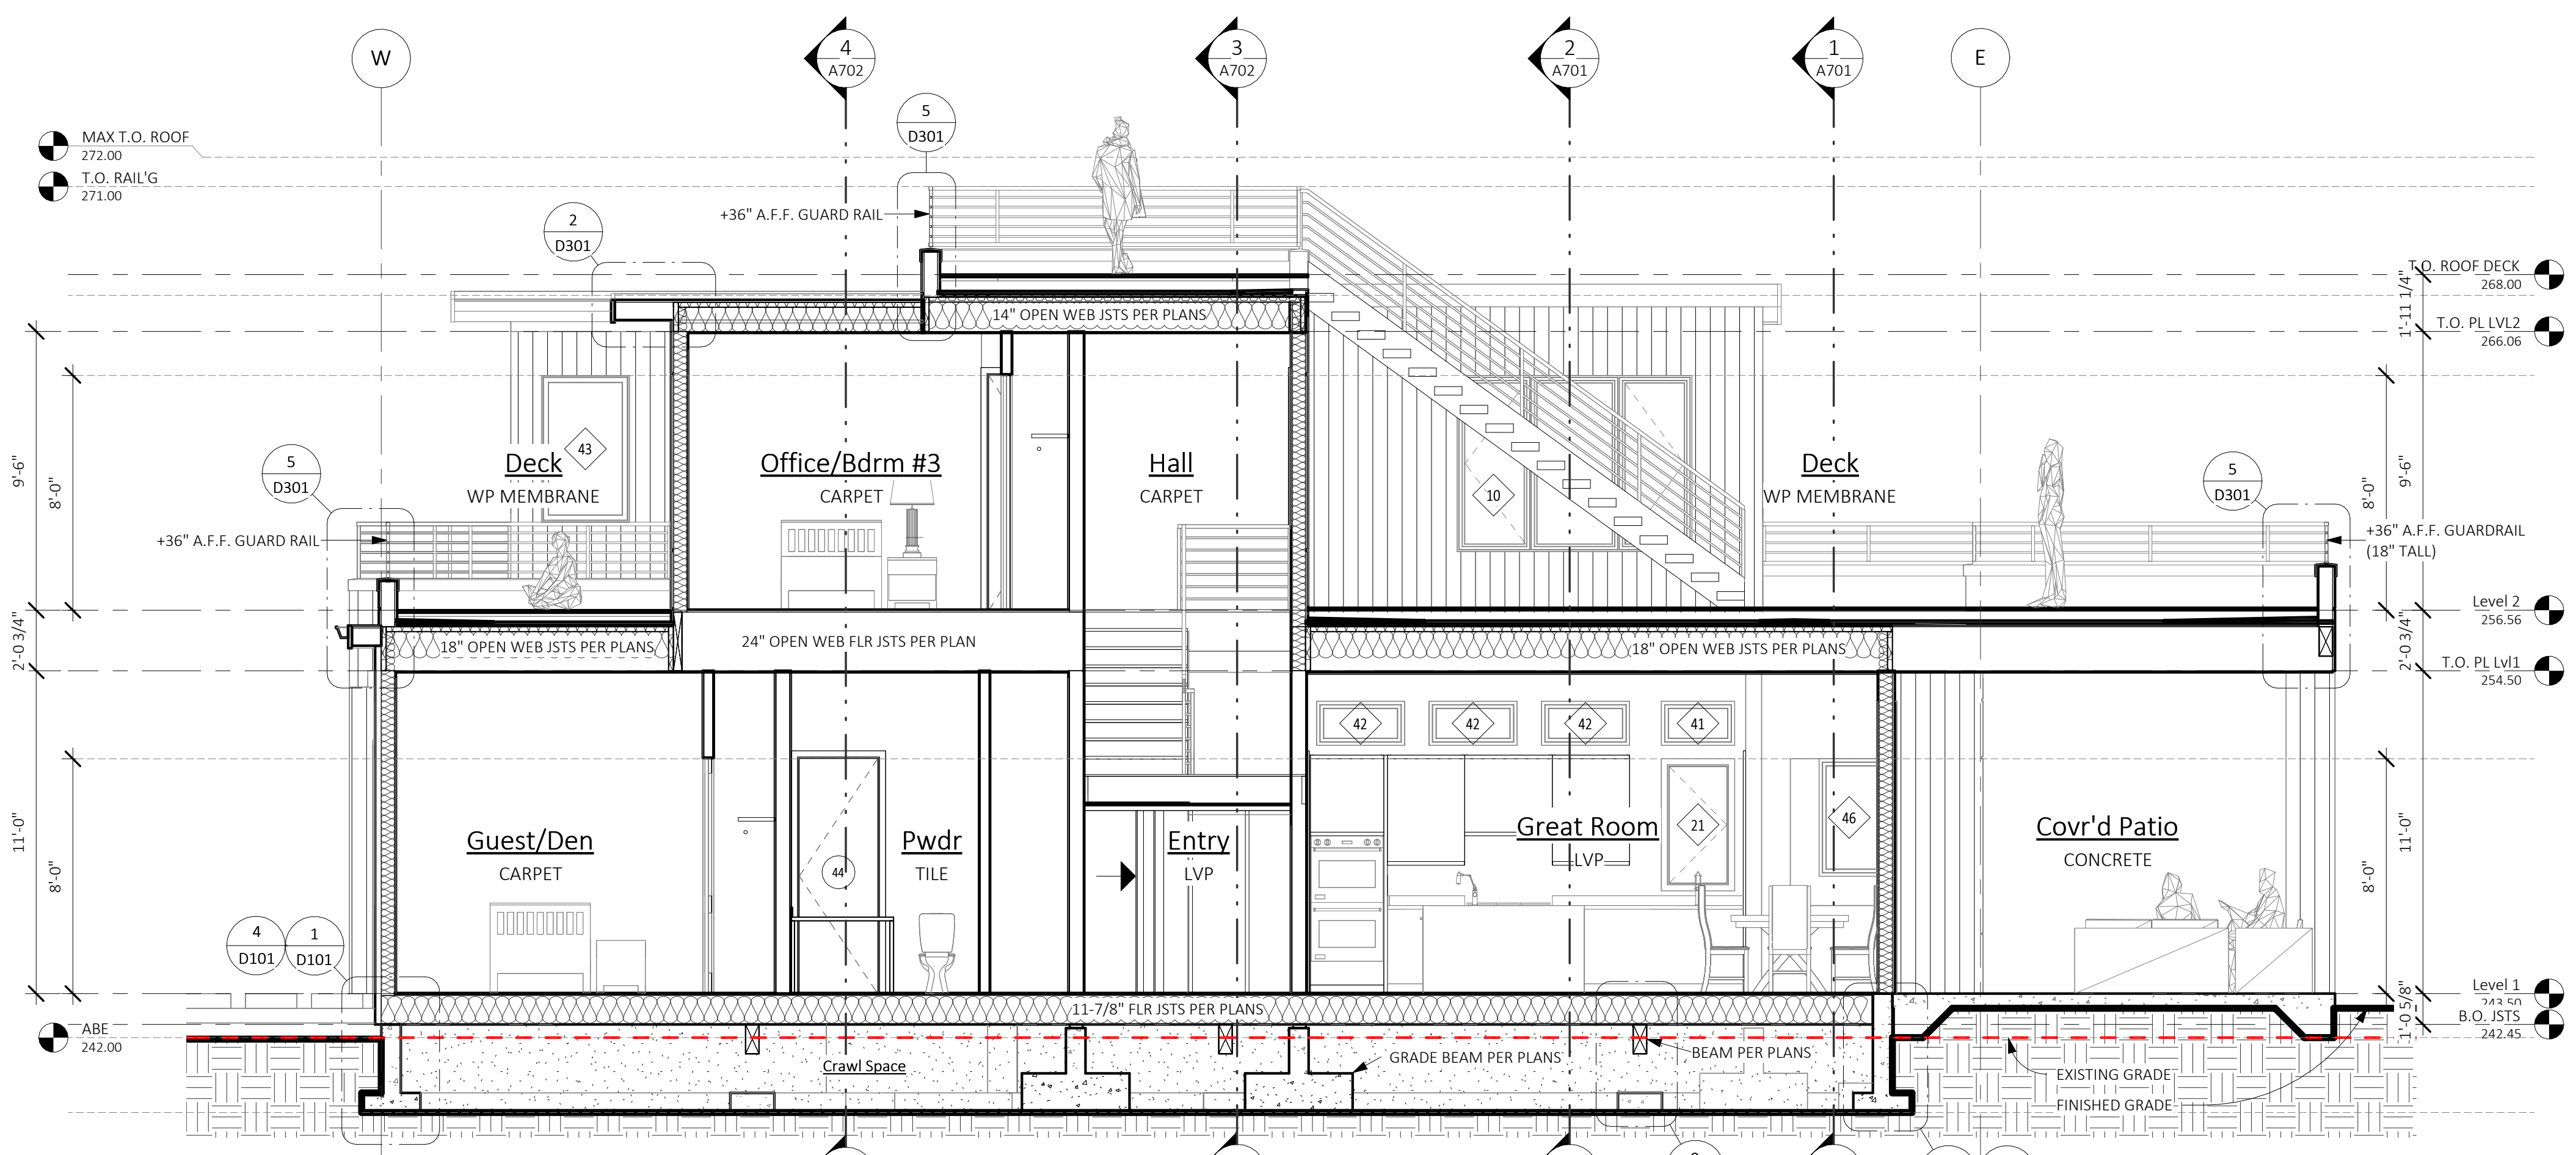 W
4
A702
3
A702
2
A701
1
A701
E
5
D301
MAX T.O. ROOF
272.00
T.O. RAIL'G
271.00
+36" A.F.F. GUARD RAIL
2
D301
T.O. ROOF DECK
268.00
1'-11 1/4"
14" OPEN WEB JSTS PER PLANS
T.O. PL LVL2
266.06
9'-6"
8'-0"
5
D301
Deck
WP MEMBRANE
43
Office/Bdrm #3
CARPET
Hall
CARPET
10
Deck
WP MEMBRANE
5
D301
8'-0"
9'-6"
+36" A.F.F. GUARD RAIL
+36" A.F.F. GUARDRAIL
(18" TALL)
Level 2
256.56
2'-0 3/4"
18" OPEN WEB JSTS PER PLANS
24" OPEN WEB FLR JSTS PER PLAN
18" OPEN WEB JSTS PER PLANS
2'-0 3/4"
T.O. PL Lvl1
254.50
42
42
42
41
11'-0"
8'-0"
Guest/Den
CARPET
44
Pwdr
TILE
Entry
LVP
Great Room
LVP
21
46
Covr'd Patio
CONCRETE
8'-0"
11'-0"
4
D101
1
D101
Level 1
243.50
11-7/8" FLR JSTS PER PLANS
1'-0 5/8"
B.O. JSTS
242.45
ABE
242.00
Crawl Space
GRADE BEAM PER PLANS
BEAM PER PLANS
EXISTING GRADE
FINISHED GRADE